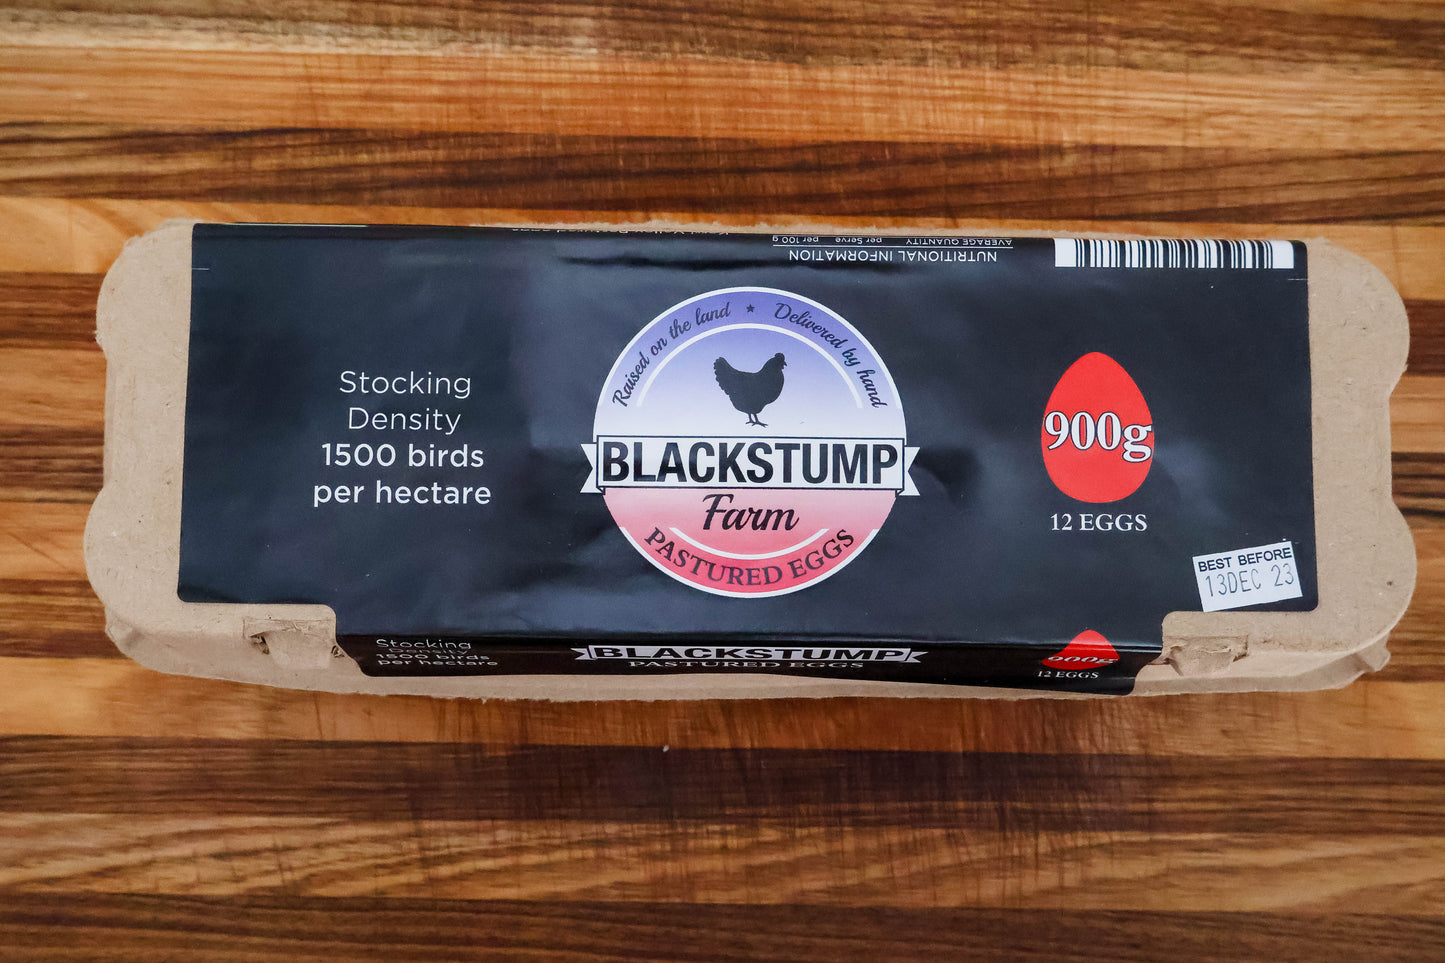 NUTRITIONAL INFORMATION
AVERAGE QUANTITY per Serve per 100 g
Stocking
Density
1500 birds
per hectare
Raised on the land ★ Delivered by hand
BLACKSTUMP
Farm
PASTURED EGGS
900g
12 EGGS
BEST BEFORE
13DEC 23
Stocking
Density
1500 birds
per hectare
BLACKSTUMP
PASTURED EGGS
900g
12 EGGS